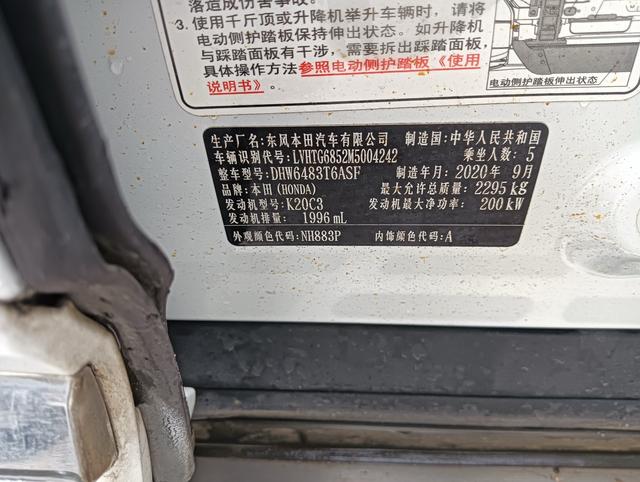 落造成伤害事故。
3. 使用千斤顶或升降机举升车辆时，请将
电动侧护踏板保持伸出状态。如升降机
与踩踏面板有干涉，需要拆出踩踏面板，
具体操作方法参照电动侧护踏板《使用
说明书》。
电动侧护踏板伸出状态
生产厂名：东风本田汽车有限公司 制造国：中华人民共和国
车辆识别代号：LVHTG6852M5004242 乘坐人数：5
整车型号：DHW6483T6ASF 制造年月：2020年9月
品牌：本田(HONDA) 最大允许总质量：2295kg
发动机型号：K20C3 发动机最大净功率：200kW
发动机排量：1996mL
外观颜色代码：NH883P 内饰颜色代码：A